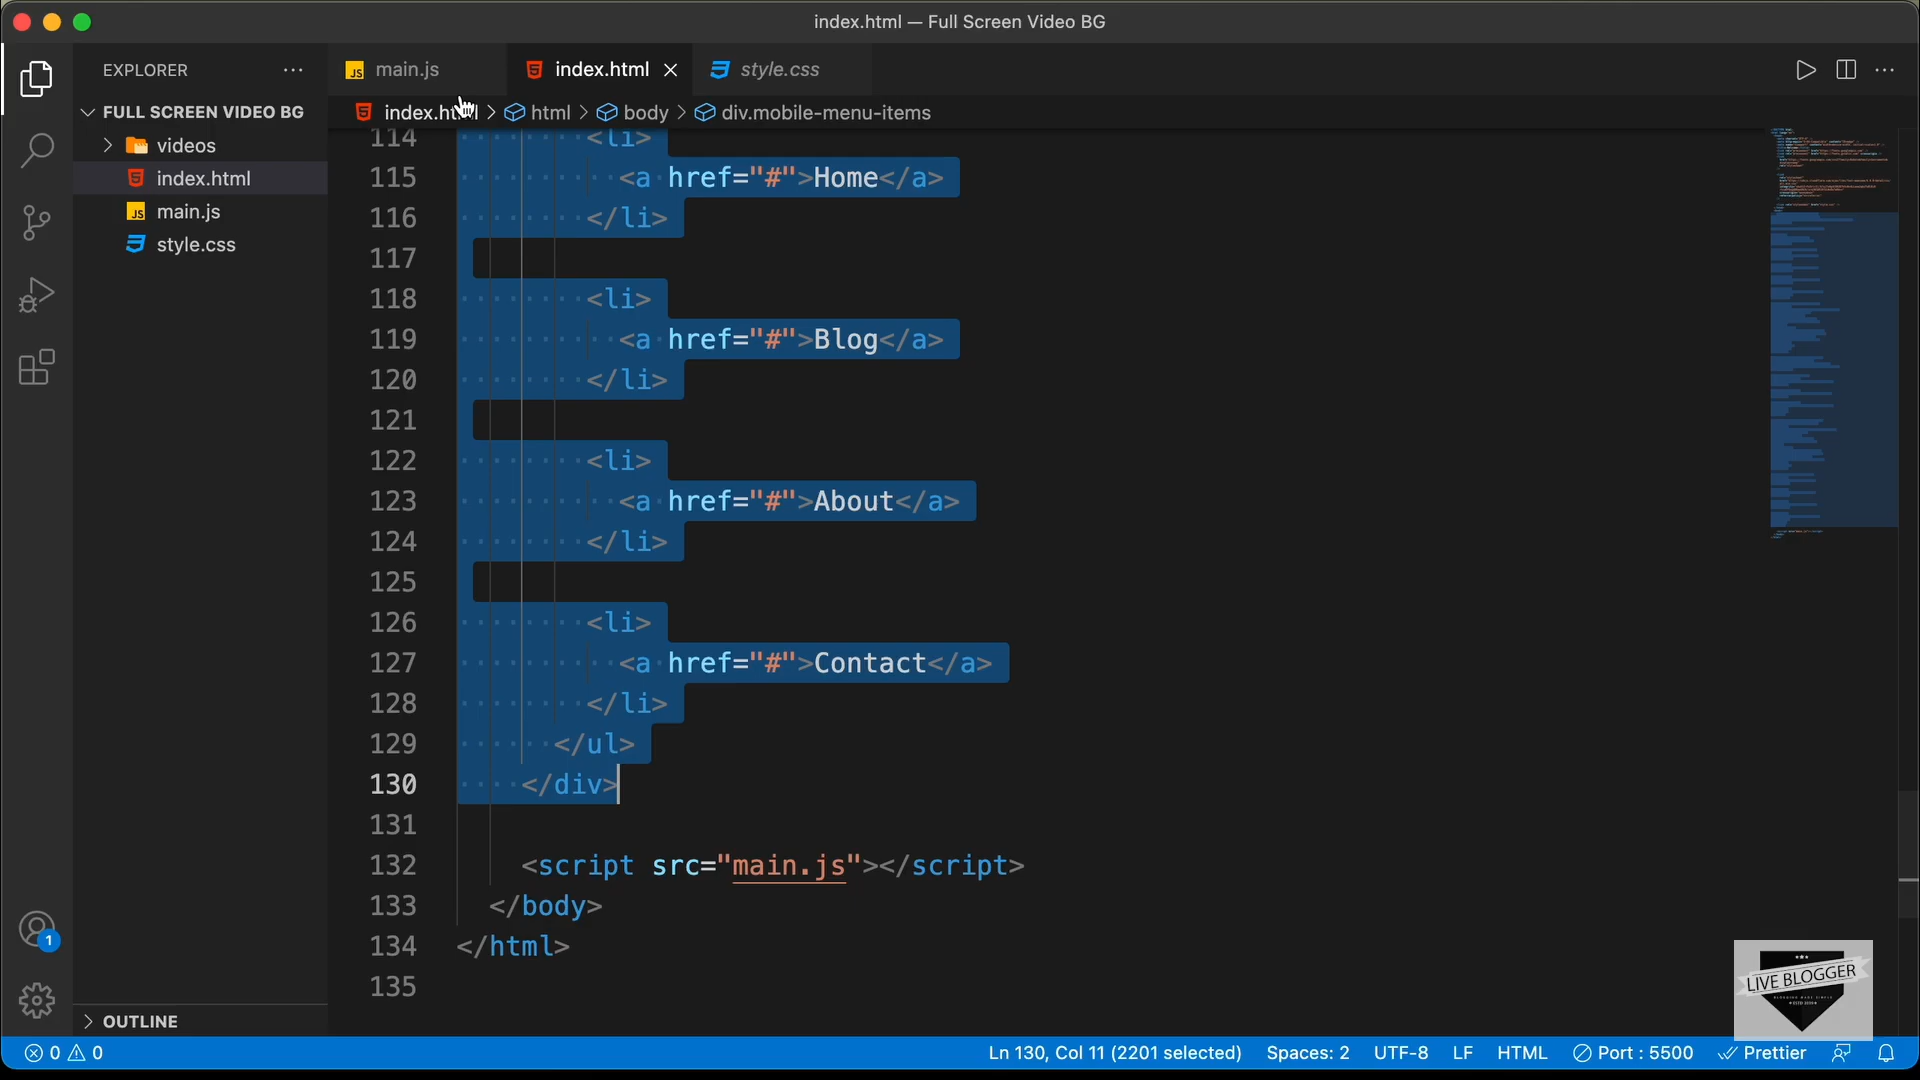 index.html — Full Screen Video BG
EXPLORER
main.js
index.html
style.css
index.html > html > body > div.mobile-menu-items
FULL SCREEN VIDEO BG
videos
index.html
main.js
style.css
114 <li>
115 <a href="#">Home</a>
116 </li>
117
118 <li>
119 <a href="#">Blog</a>
120 </li>
121
122 <li>
123 <a href="#">About</a>
124 </li>
125
126 <li>
127 <a href="#">Contact</a>
128 </li>
129 </ul>
130 </div>
131
132 <script src="main.js"></script>
133 </body>
134 </html>
135
1
OUTLINE
LIVE BLOGGER
0 0 Ln 130, Col 11 (2201 selected) Spaces: 2 UTF-8 LF HTML Port : 5500 Prettier